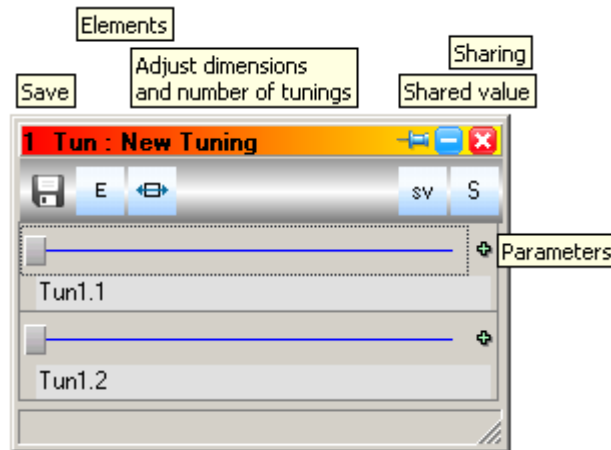 Elements
Sharing
Adjust dimensions
and number of tunings
Save
Shared value
1 Tun : New Tuning
E
sv
S
Parameters
Tun1.1
Tun1.2